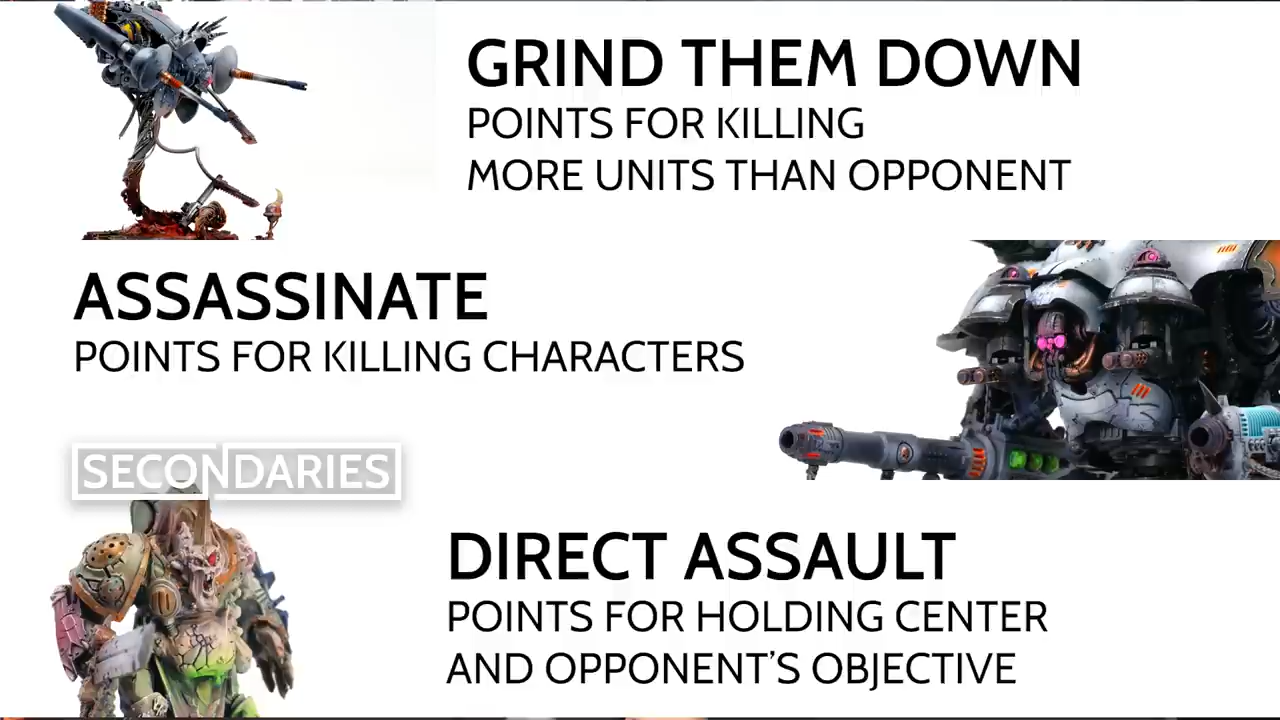 GRIND THEM DOWN
POINTS FOR KILLING
MORE UNITS THAN OPPONENT
ASSASSINATE
POINTS FOR KILLING CHARACTERS
SECONDARIES
DIRECT ASSAULT
POINTS FOR HOLDING CENTER
AND OPPONENT'S OBJECTIVE